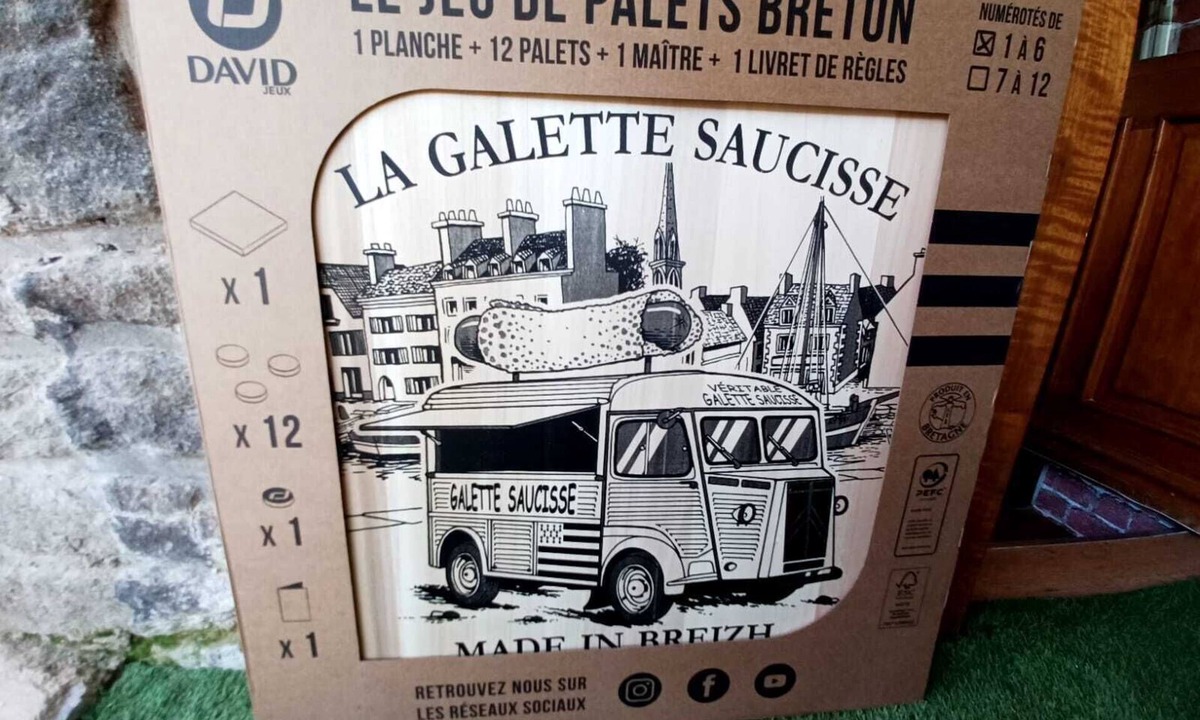 LE JEU DE PALETS BRETON
1 PLANCHE + 12 PALETS + 1 MAÎTRE + 1 LIVRET DE RÈGLES
DAVID
JEUX
NUMÉROTÉS DE
1 À 6
7 À 12
LA GALETTE SAUCISSE
x 1
x 12
x 1
x 1
VÉRITABLE
GALETTE SAUCISSE
GALETTE SAUCISSE
MADE IN BREIZH
PRODUIT EN
BRETAGNE
PEFC
FSC
RETROUVEZ NOUS SUR
LES RÉSEAUX SOCIAUX